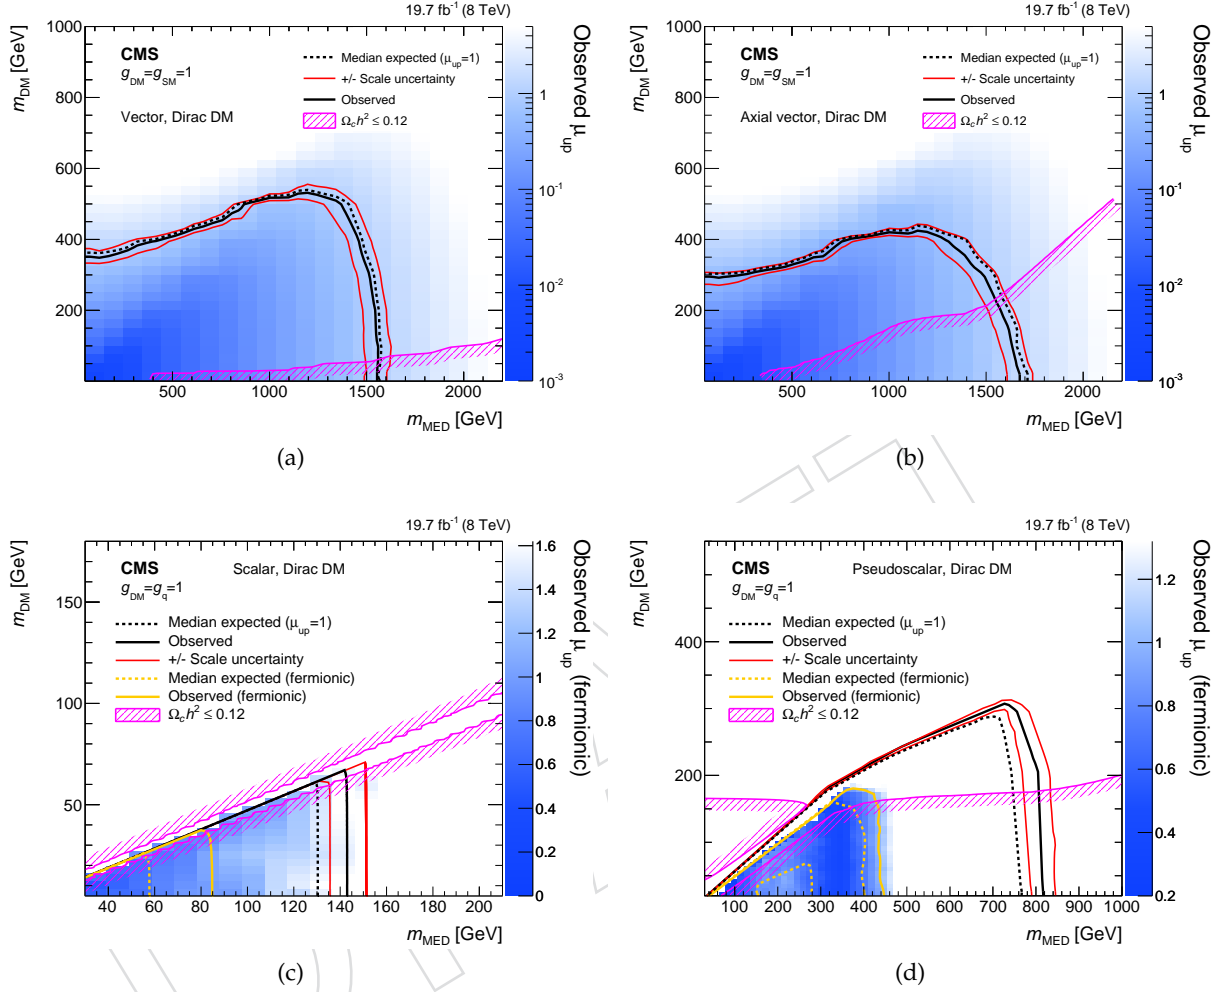 19.7 fb⁻¹ (8 TeV)
CMS
g_DM=g_SM=1
Vector, Dirac DM
Median expected (μ_up=1)
+/- Scale uncertainty
Observed
Ω_c h² ≤ 0.12
m_DM [GeV]
1000
800
600
400
200
500
1000
1500
2000
m_MED [GeV]
Observed μ_up
1
10⁻¹
10⁻²
10⁻³
(a)
19.7 fb⁻¹ (8 TeV)
CMS
g_DM=g_SM=1
Axial vector, Dirac DM
Median expected (μ_up=1)
+/- Scale uncertainty
Observed
Ω_c h² ≤ 0.12
m_DM [GeV]
1000
800
600
400
200
500
1000
1500
2000
m_MED [GeV]
Observed μ_up
1
10⁻¹
10⁻²
10⁻³
(b)
19.7 fb⁻¹ (8 TeV)
CMS
Scalar, Dirac DM
g_DM=g_q=1
Median expected (μ_up=1)
Observed
+/- Scale uncertainty
Median expected (fermionic)
Observed (fermionic)
Ω_c h² ≤ 0.12
m_DM [GeV]
150
100
50
40
60
80
100
120
140
160
180
200
m_MED [GeV]
Observed μ_up (fermionic)
1.6
1.4
1.2
1
0.8
0.6
0.4
0.2
0
(c)
19.7 fb⁻¹ (8 TeV)
CMS
Pseudoscalar, Dirac DM
g_DM=g_q=1
Median expected (μ_up=1)
Observed
+/- Scale uncertainty
Median expected (fermionic)
Observed (fermionic)
Ω_c h² ≤ 0.12
m_DM [GeV]
400
200
100
200
300
400
500
600
700
800
900
1000
m_MED [GeV]
Observed μ_up (fermionic)
1.2
1
0.8
0.6
0.4
0.2
(d)